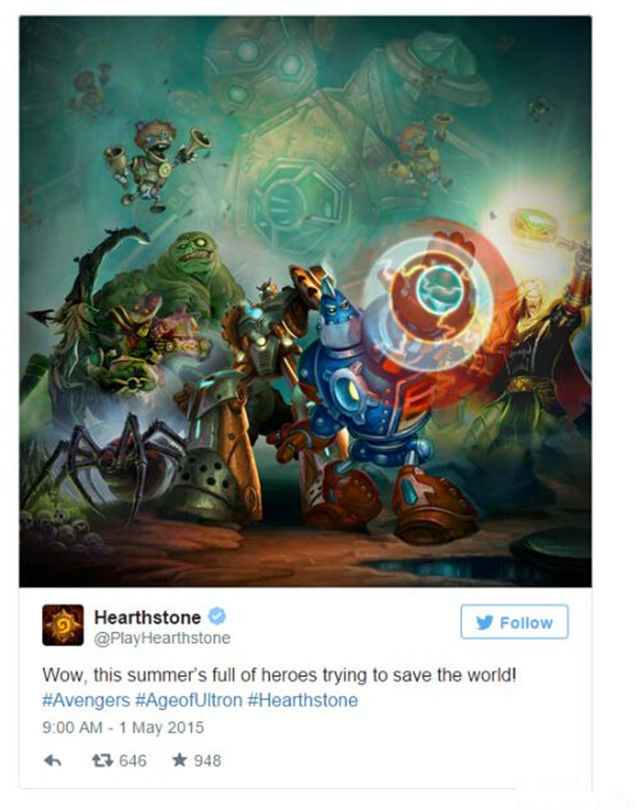 Hearthstone
@PlayHearthstone
Follow
Wow, this summer's full of heroes trying to save the world!
#Avengers #AgeofUltron #Hearthstone
9:00 AM - 1 May 2015
646 948